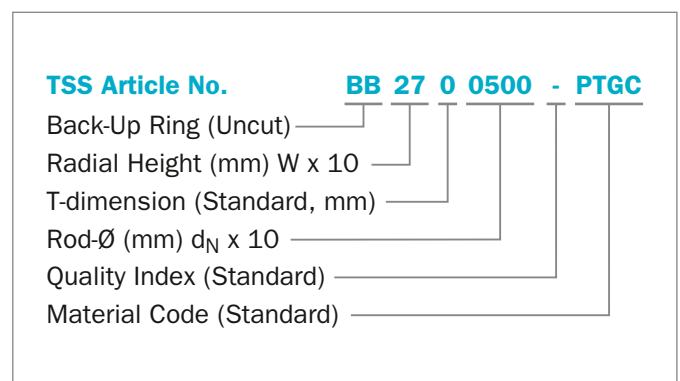 TSS Article No. BB 27 0 0500 - PTGC
Back-Up Ring (Uncut)
Radial Height (mm) W x 10
T-dimension (Standard, mm)
Rod-Ø (mm) dN x 10
Quality Index (Standard)
Material Code (Standard)